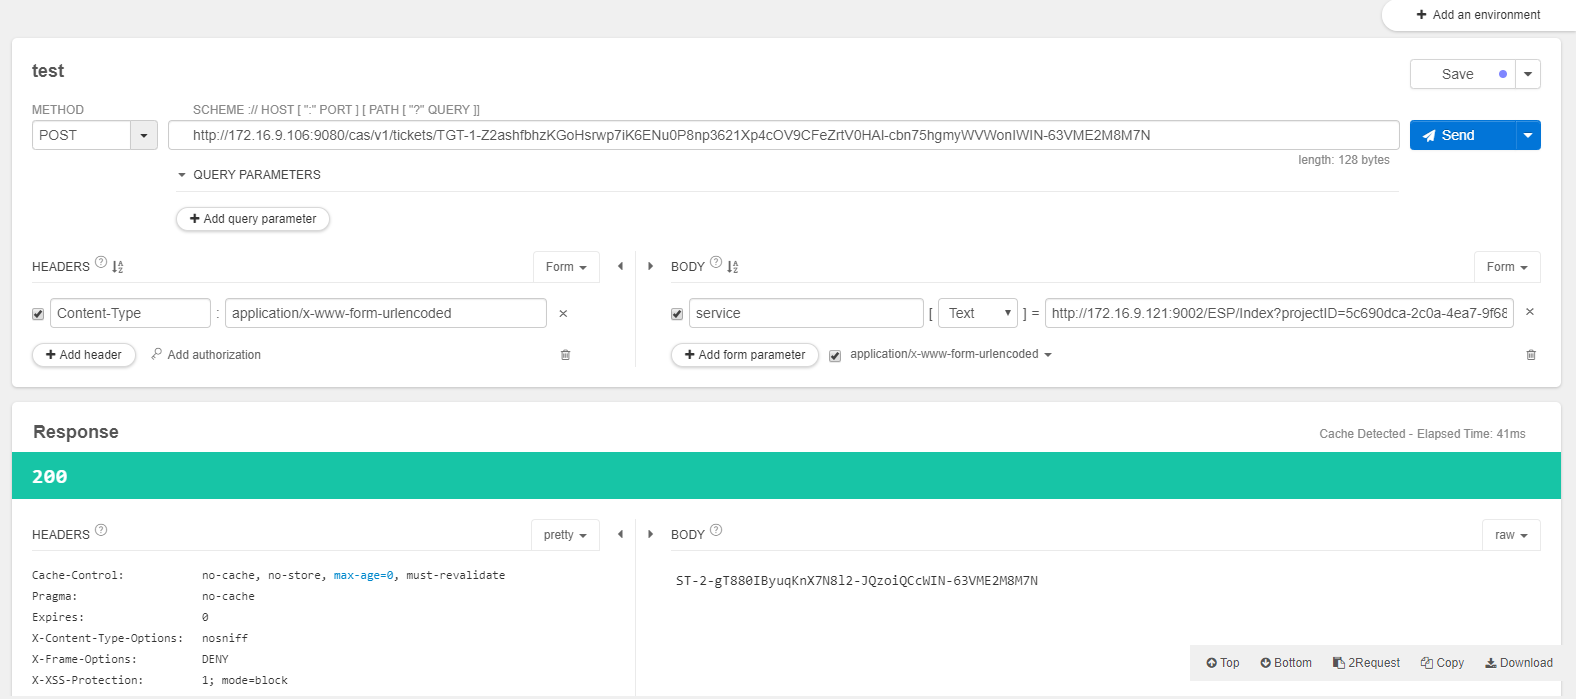 Add an environment
test
Save
METHOD
SCHEME :// HOST [ ":" PORT ] [ PATH [ "?" QUERY ]]
POST
http://172.16.9.106:9080/cas/v1/tickets/TGT-1-Z2ashfbhzKGoHsrwp7iK6ENu0P8np3621Xp4cOV9CFeZrtV0HAI-cbn75hgmyWVWonIWIN-63VME2M8M7N
Send
length: 128 bytes
QUERY PARAMETERS
Add query parameter
HEADERS
Form
BODY
Form
Content-Type : application/x-www-form-urlencoded
service [ Text ] = http://172.16.9.121:9002/ESP/Index?projectID=5c690dca-2c0a-4ea7-9f68
Add header
Add authorization
Add form parameter
application/x-www-form-urlencoded
Response
Cache Detected - Elapsed Time: 41ms
200
HEADERS
pretty
BODY
raw
Cache-Control: no-cache, no-store, max-age=0, must-revalidate
Pragma: no-cache
Expires: 0
X-Content-Type-Options: nosniff
X-Frame-Options: DENY
X-XSS-Protection: 1; mode=block
ST-2-gT880IByuqKnX7N8l2-JQzoiQCcWIN-63VME2M8M7N
Top
Bottom
2Request
Copy
Download